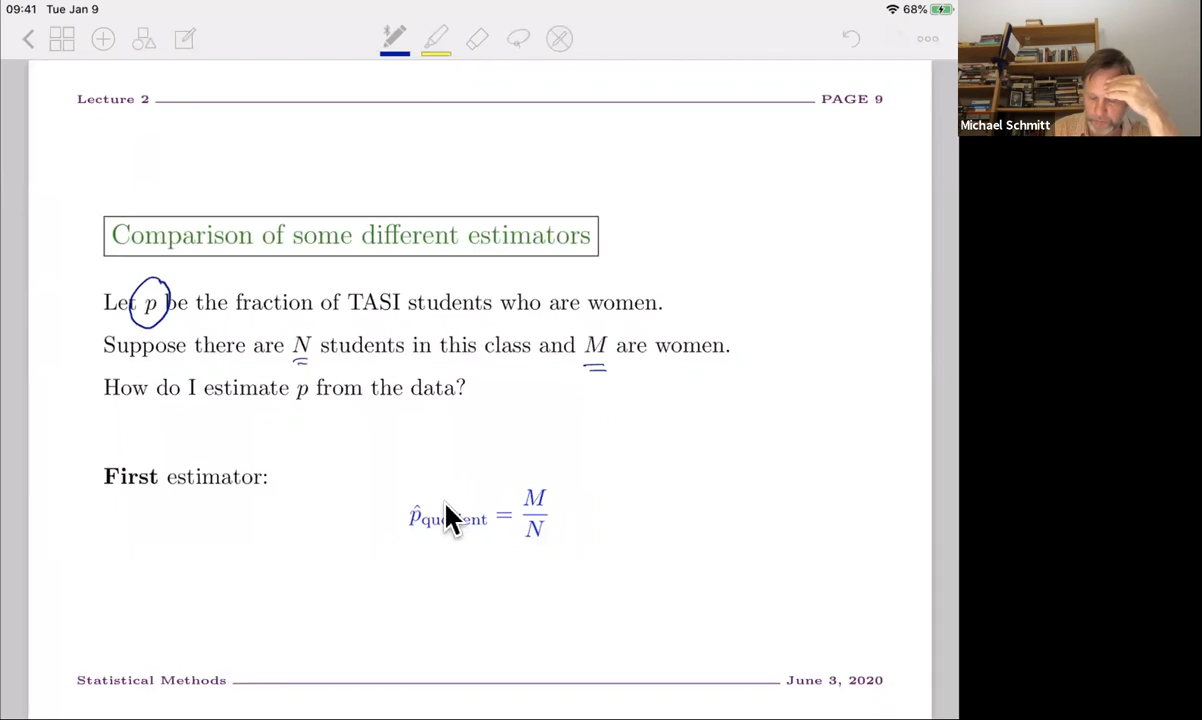 09:41 Tue Jan 9
68%
Lecture 2 PAGE 9
Michael Schmitt
Comparison of some different estimators
Let p be the fraction of TASI students who are women.
Suppose there are N students in this class and M are women.
How do I estimate p from the data?
First estimator:
p̂quotient = M/N
Statistical Methods June 3, 2020